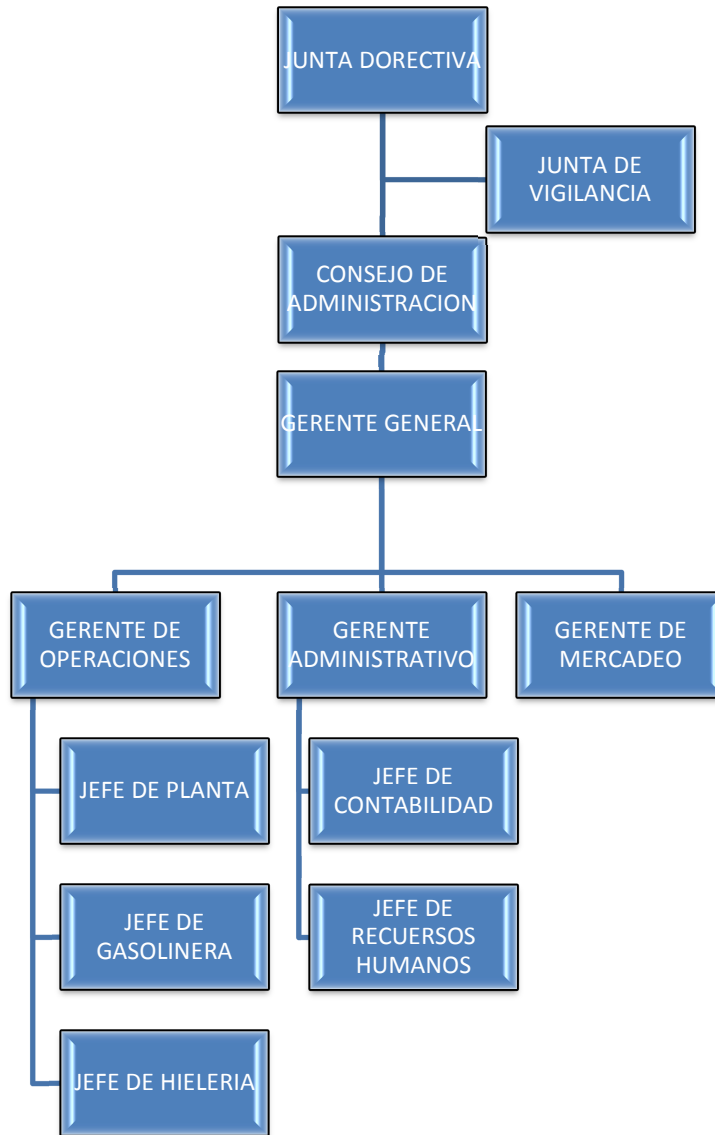 JUNTA DORECTIVA
JUNTA DE
VIGILANCIA
CONSEJO DE
ADMINISTRACION
GERENTE GENERAL
GERENTE DE
OPERACIONES
GERENTE
ADMINISTRATIVO
GERENTE DE
MERCADEO
JEFE DE PLANTA
JEFE DE
CONTABILIDAD
JEFE DE
GASOLINERA
JEFE DE
RECUERSOS
HUMANOS
JEFE DE HIELERIA